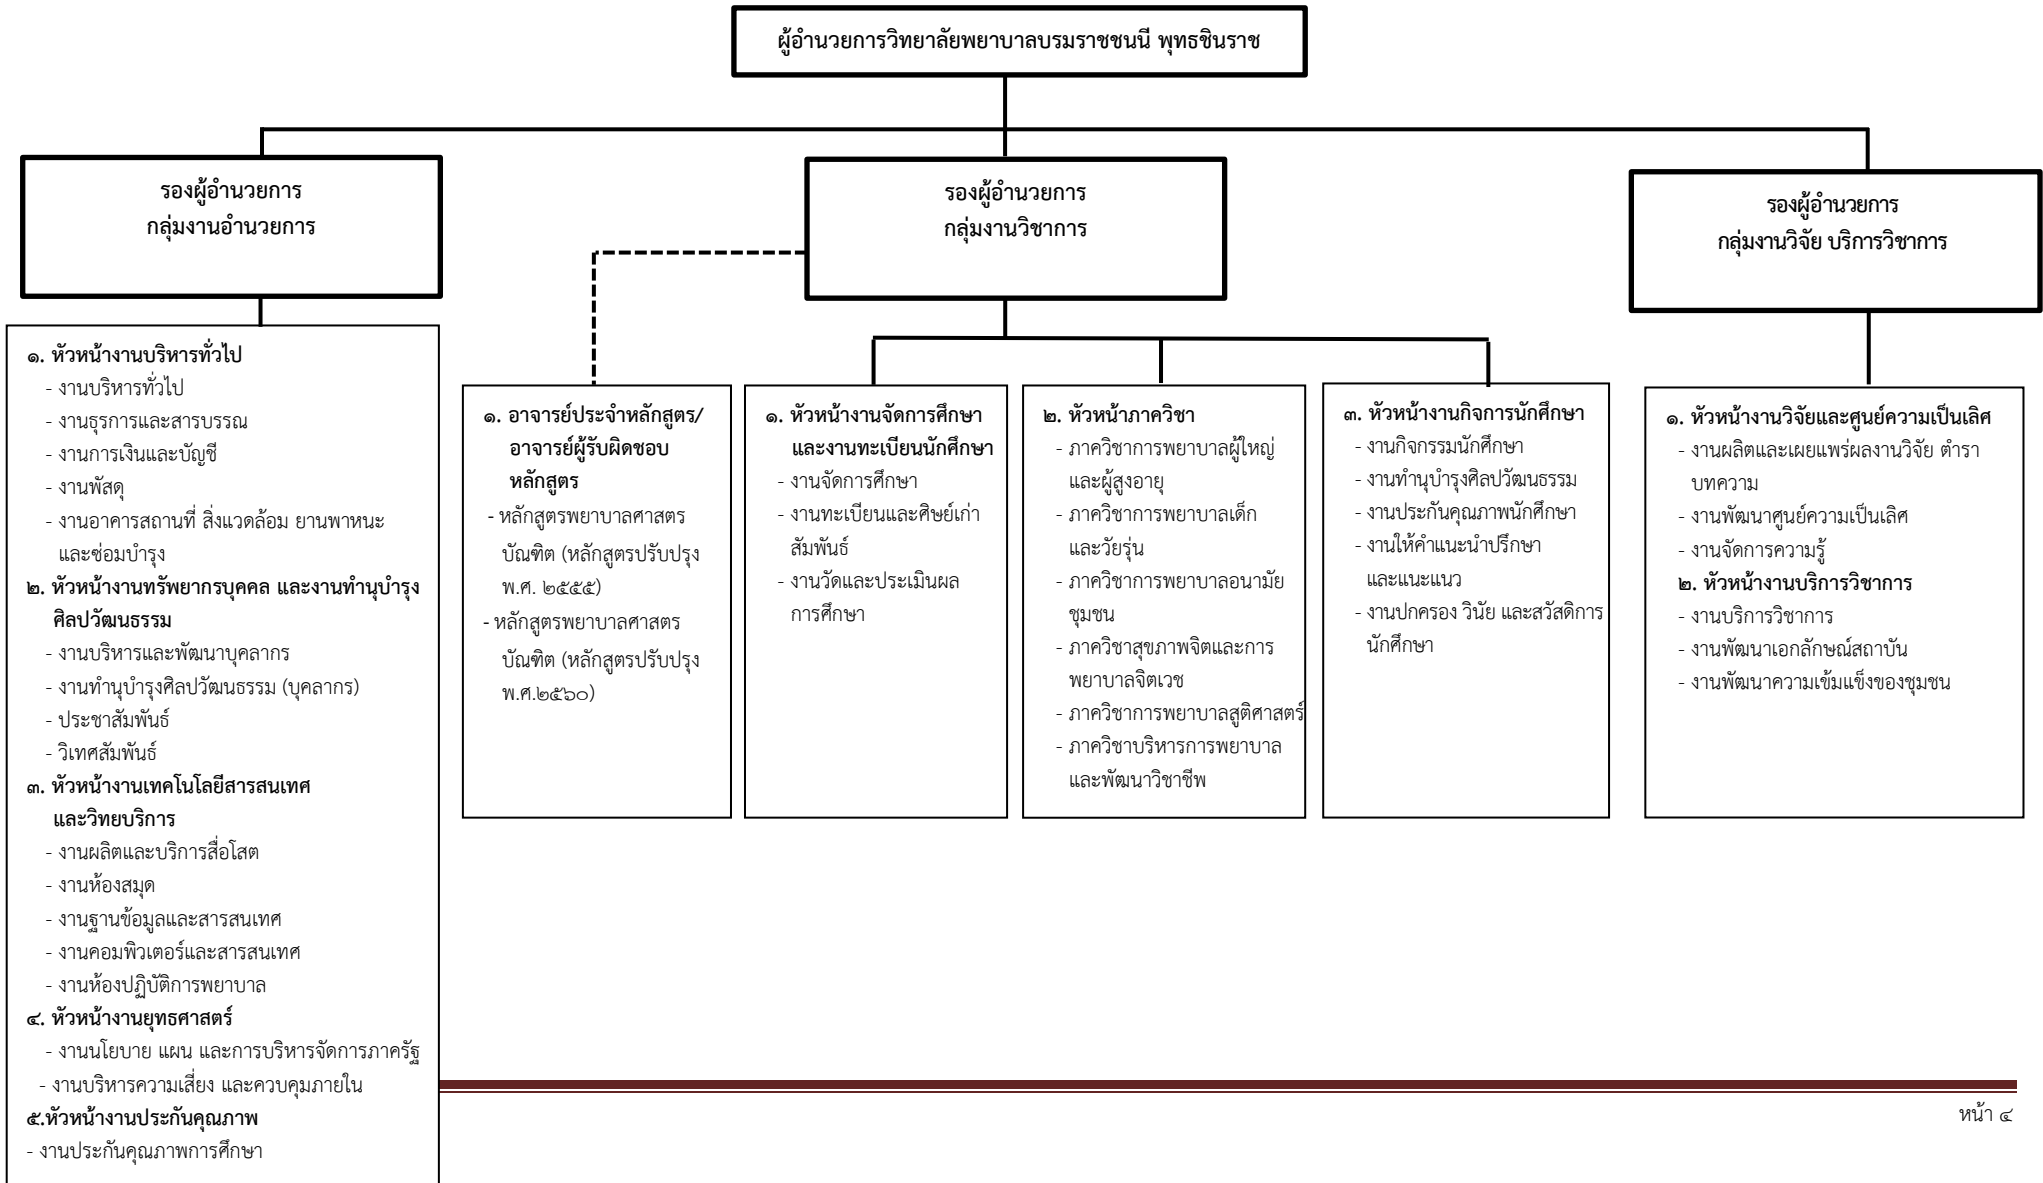 ผู้อำนวยการวิทยาลัยพยาบาลบรมราชชนนี พุทธชินราช
รองผู้อำนวยการ
กลุ่มงานอำนวยการ
รองผู้อำนวยการ
กลุ่มงานวิชาการ
รองผู้อำนวยการ
กลุ่มงานวิจัย บริการวิชาการ
๑. หัวหน้างานบริหารทั่วไป
- งานบริหารทั่วไป
- งานธุรการและสารบรรณ
- งานการเงินและบัญชี
- งานพัสดุ
- งานอาคารสถานที่ สิ่งแวดล้อม ยานพาหนะ
และซ่อมบำรุง
๒. หัวหน้างานทรัพยากรบุคคล และงานทำนุบำรุง
ศิลปวัฒนธรรม
- งานบริหารและพัฒนาบุคลากร
- งานทำนุบำรุงศิลปวัฒนธรรม (บุคลากร)
- ประชาสัมพันธ์
- วิเทศสัมพันธ์
๓. หัวหน้างานเทคโนโลยีสารสนเทศ
และวิทยบริการ
- งานผลิตและบริการสื่อโสต
- งานห้องสมุด
- งานฐานข้อมูลและสารสนเทศ
- งานคอมพิวเตอร์และสารสนเทศ
- งานห้องปฏิบัติการพยาบาล
๔. หัวหน้างานยุทธศาสตร์
- งานนโยบาย แผน และการบริหารจัดการภาครัฐ
- งานบริหารความเสี่ยง และควบคุมภายใน
๕.หัวหน้างานประกันคุณภาพ
- งานประกันคุณภาพการศึกษา
๑. อาจารย์ประจำหลักสูตร/
อาจารย์ผู้รับผิดชอบ
หลักสูตร
- หลักสูตรพยาบาลศาสตร
บัณฑิต (หลักสูตรปรับปรุง
พ.ศ. ๒๕๕๕)
- หลักสูตรพยาบาลศาสตร
บัณฑิต (หลักสูตรปรับปรุง
พ.ศ.๒๕๖๐)
๑. หัวหน้างานจัดการศึกษา
และงานทะเบียนนักศึกษา
- งานจัดการศึกษา
- งานทะเบียนและศิษย์เก่า
สัมพันธ์
- งานวัดและประเมินผล
การศึกษา
๒. หัวหน้าภาควิชา
- ภาควิชาการพยาบาลผู้ใหญ่
และผู้สูงอายุ
- ภาควิชาการพยาบาลเด็ก
และวัยรุ่น
- ภาควิชาการพยาบาลอนามัย
ชุมชน
- ภาควิชาสุขภาพจิตและการ
พยาบาลจิตเวช
- ภาควิชาการพยาบาลสูติศาสตร์
- ภาควิชาบริหารการพยาบาล
และพัฒนาวิชาชีพ
๓. หัวหน้างานกิจการนักศึกษา
- งานกิจกรรมนักศึกษา
- งานทำนุบำรุงศิลปวัฒนธรรม
- งานประกันคุณภาพนักศึกษา
- งานให้คำแนะนำปรึกษา
และแนะแนว
- งานปกครอง วินัย และสวัสดิการ
นักศึกษา
๑. หัวหน้างานวิจัยและศูนย์ความเป็นเลิศ
- งานผลิตและเผยแพร่ผลงานวิจัย ตำรา
บทความ
- งานพัฒนาศูนย์ความเป็นเลิศ
- งานจัดการความรู้
๒. หัวหน้างานบริการวิชาการ
- งานบริการวิชาการ
- งานพัฒนาเอกลักษณ์สถาบัน
- งานพัฒนาความเข้มแข็งของชุมชน
หน้า ๔